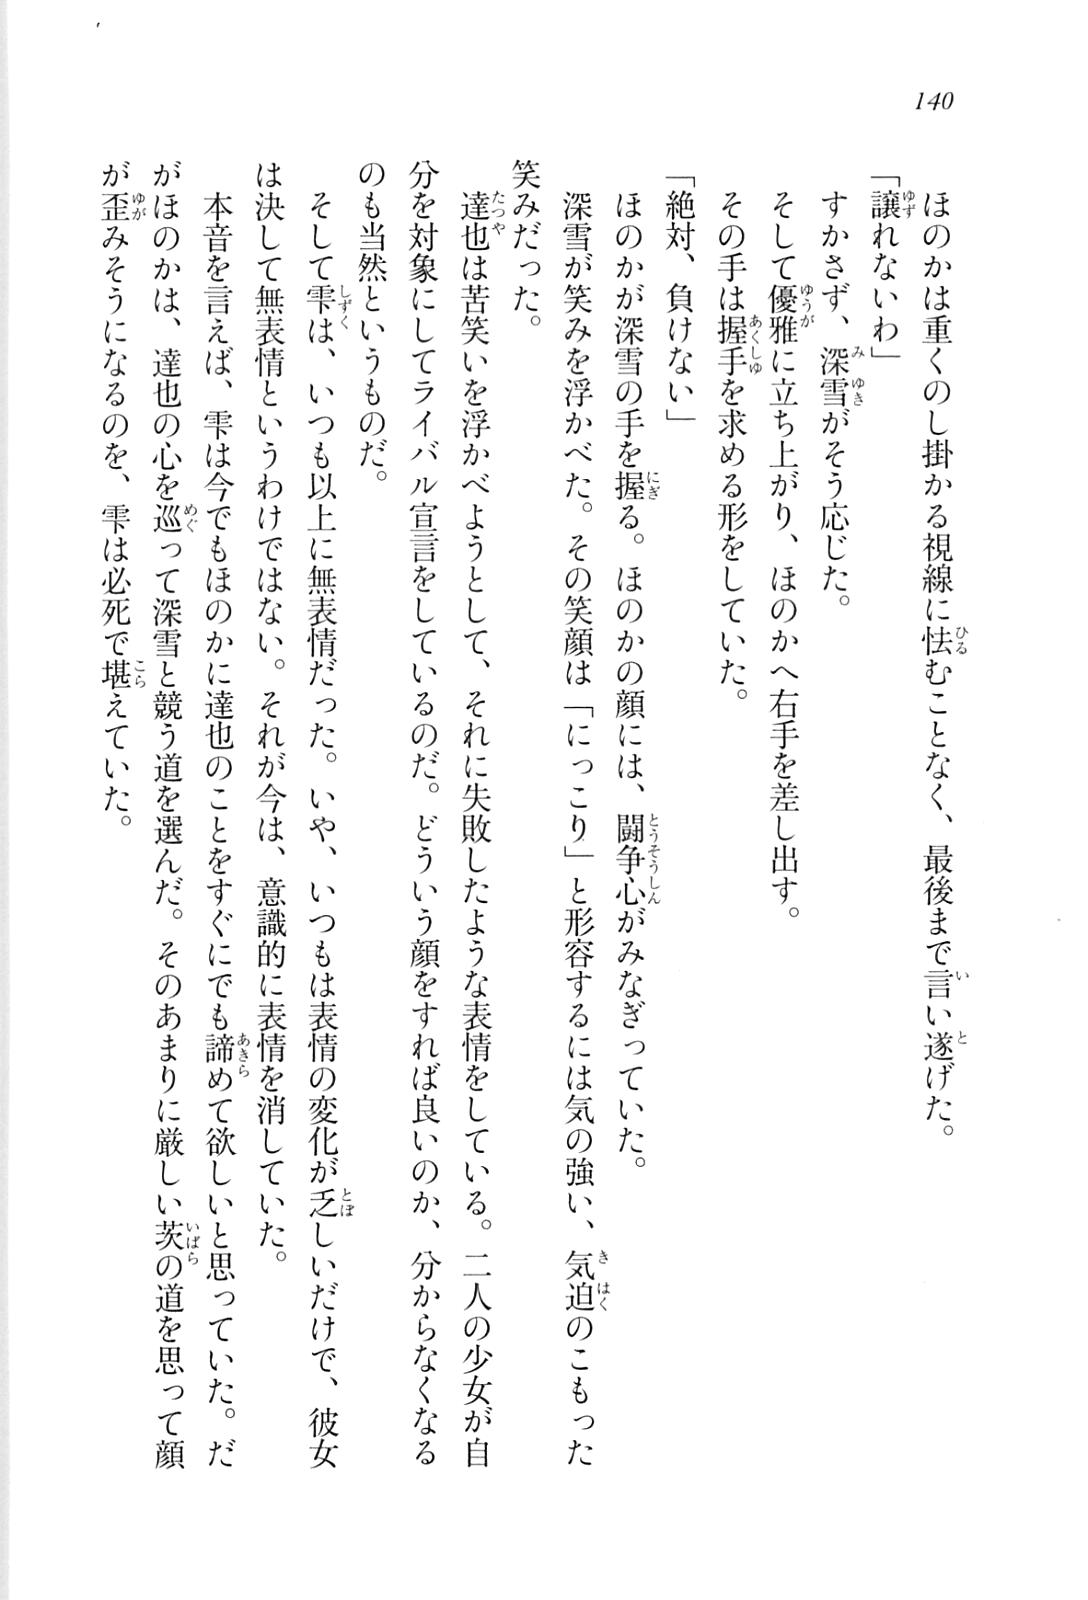 140
ほのかは重くのし掛かる視線に怯むことなく、最後まで言い遂げた。
「譲れないわ」
すかさず、深雪がそう応じた。
そして優雅に立ち上がり、ほのかへ右手を差し出す。
その手は握手を求める形をしていた。
「絶対、負けない」
ほのかが深雪の手を握る。ほのかの顔には、闘争心がみなぎっていた。
深雪が笑みを浮かべた。その笑顔は「にっこり」と形容するには気の強い、気迫のこもった
笑みだった。
達也は苦笑いを浮かべようとして、それに失敗したような表情をしている。二人の少女が自
分を対象にしてライバル宣言をしているのだ。どういう顔をすれば良いのか、分からなくなる
のも当然というものだ。
そして雫は、いつも以上に無表情だった。いや、いつもは表情の変化が乏しいだけで、彼女
は決して無表情というわけではない。それが今は、意識的に表情を消していた。
本音を言えば、雫は今でもほのかに達也のことをすぐにでも諦めて欲しいと思っていた。だ
がほのかは、達也の心を巡って深雪と競う道を選んだ。そのあまりに厳しい茨の道を思って顔
が歪みそうになるのを、雫は必死で堪えていた。